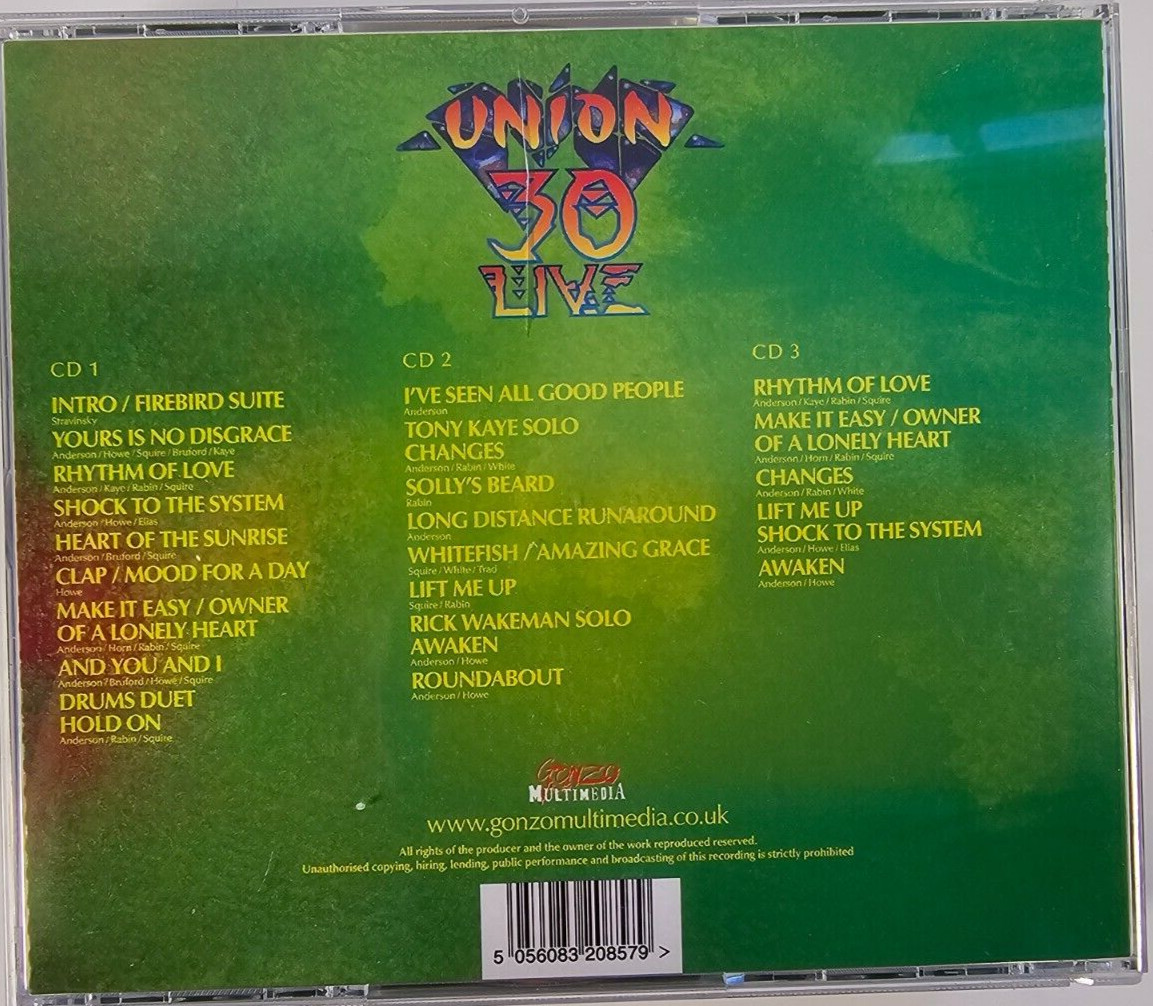 UNION
30
LIVE
CD 1
INTRO / FIREBIRD SUITE
Stravinsky
YOURS IS NO DISGRACE
Anderson / Howe / Squire / Bruford / Kaye
RHYTHM OF LOVE
Anderson / Kaye / Rabin / Squire
SHOCK TO THE SYSTEM
Anderson / Howe / Elias
HEART OF THE SUNRISE
Anderson / Bruford / Squire
CLAP / MOOD FOR A DAY
Howe
MAKE IT EASY / OWNER
OF A LONELY HEART
Anderson / Horn / Rabin / Squire
AND YOU AND I
Anderson / Bruford / Howe / Squire
DRUMS DUET
HOLD ON
Anderson / Rabin / Squire
CD 2
I'VE SEEN ALL GOOD PEOPLE
Anderson
TONY KAYE SOLO
CHANGES
Anderson / Rabin / White
SOLLY'S BEARD
Rabin
LONG DISTANCE RUNAROUND
Anderson
WHITEFISH / AMAZING GRACE
Squire / White / Trad
LIFT ME UP
Squire / Rabin
RICK WAKEMAN SOLO
AWAKEN
Anderson / Howe
ROUNDABOUT
Anderson / Howe
CD 3
RHYTHM OF LOVE
Anderson / Kaye / Rabin / Squire
MAKE IT EASY / OWNER
OF A LONELY HEART
Anderson / Horn / Rabin / Squire
CHANGES
Anderson / Rabin / White
LIFT ME UP
SHOCK TO THE SYSTEM
Anderson / Howe / Elias
AWAKEN
Anderson / Howe
GONZO
MULTIMEDIA
www.gonzomultimedia.co.uk
All rights of the producer and the owner of the work reproduced reserved.
Unauthorised copying, hiring, lending, public performance and broadcasting of this recording is strictly prohibited
5 056083 208579 >